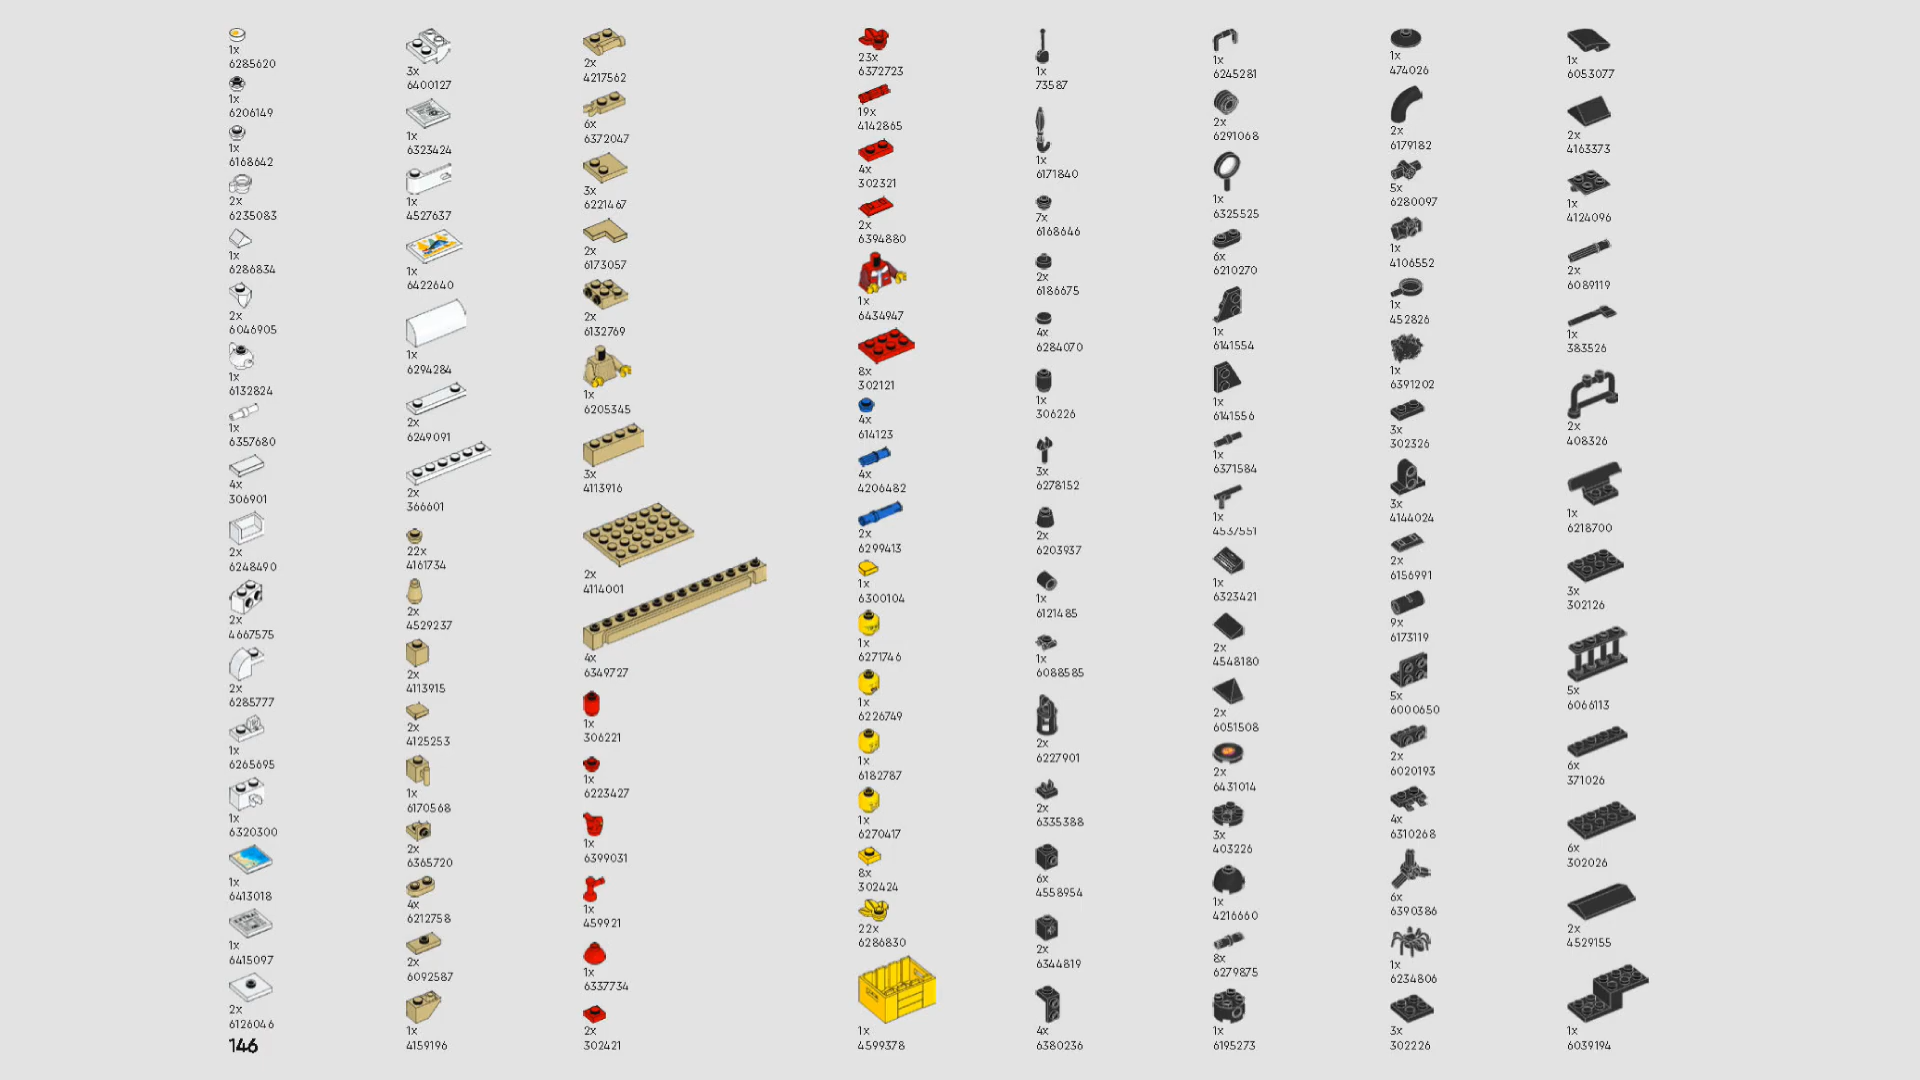 1x
6285620
1x
6206149
1x
6168642
2x
6235083
1x
6286834
2x
6046905
1x
6132824
1x
6357680
4x
306901
2x
6248490
2x
4667575
2x
6285777
1x
6265695
1x
6320300
1x
6413018
1x
6415097
2x
6126046
146
3x
6400127
1x
6323424
1x
4527637
1x
6422640
1x
6294284
2x
6249091
2x
366601
22x
4161734
2x
4529237
2x
4113915
2x
4125253
1x
6170568
2x
6365720
4x
6212758
2x
6092587
1x
4159196
2x
4217562
6x
6372047
3x
6221467
2x
6173057
2x
6132769
1x
6205345
3x
4113916
2x
4114001
4x
6349727
1x
306221
1x
6223427
1x
6399031
1x
459921
1x
6337734
2x
302421
23x
6372723
19x
4142865
4x
302321
2x
6394880
1x
6434947
8x
302121
4x
614123
4x
4206482
2x
6299413
1x
6300104
1x
6271746
1x
6226749
1x
6182787
1x
6270417
8x
302424
22x
6286830
1x
4599378
1x
73587
1x
6171840
7x
6168646
2x
6186675
4x
6284070
1x
306226
3x
6278152
2x
6203937
1x
6121485
1x
6088585
2x
6227901
2x
6335388
6x
4558954
2x
6344819
4x
6380236
1x
6245281
2x
6291068
1x
6325525
6x
6210270
1x
6141554
1x
6141556
1x
6371584
1x
4537551
1x
6323421
2x
4548180
2x
6051508
2x
6431014
3x
403226
1x
4216660
8x
6279875
1x
6195273
1x
474026
2x
6179182
5x
6280097
1x
4106552
1x
452826
1x
6391202
3x
302326
3x
4144024
2x
6156991
9x
6173119
5x
6000650
2x
6020193
4x
6310268
6x
6390386
1x
6234806
3x
302226
1x
6053077
2x
4163373
1x
4124096
2x
6089119
1x
383526
2x
408326
1x
6218700
3x
302126
5x
6066113
6x
371026
6x
302026
2x
4529155
1x
6039194